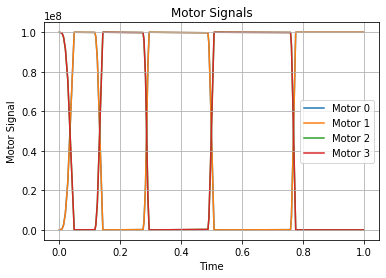 Motor Signals
1e8
1.0
0.8
0.6
0.4
0.2
0.0
Motor Signal
Motor 0
Motor 1
Motor 2
Motor 3
0.0 0.2 0.4 0.6 0.8 1.0
Time